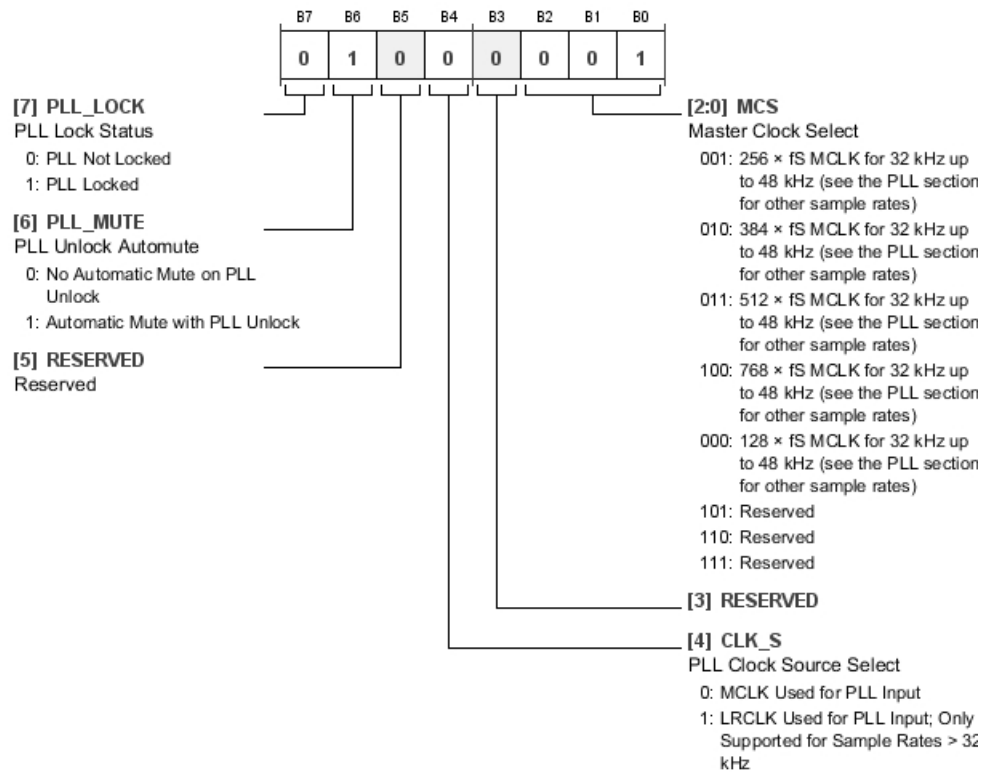 B7 B6 B5 B4 B3 B2 B1 B0
0 1 0 0 0 0 0 1
[7] PLL_LOCK
PLL Lock Status
0: PLL Not Locked
1: PLL Locked
[6] PLL_MUTE
PLL Unlock Automute
0: No Automatic Mute on PLL
Unlock
1: Automatic Mute with PLL Unlock
[5] RESERVED
Reserved
[2:0] MCS
Master Clock Select
001: 256 × fS MCLK for 32 kHz up
to 48 kHz (see the PLL section
for other sample rates)
010: 384 × fS MCLK for 32 kHz up
to 48 kHz (see the PLL section
for other sample rates)
011: 512 × fS MCLK for 32 kHz up
to 48 kHz (see the PLL section
for other sample rates)
100: 768 × fS MCLK for 32 kHz up
to 48 kHz (see the PLL section
for other sample rates)
000: 128 × fS MCLK for 32 kHz up
to 48 kHz (see the PLL section
for other sample rates)
101: Reserved
110: Reserved
111: Reserved
[3] RESERVED
[4] CLK_S
PLL Clock Source Select
0: MCLK Used for PLL Input
1: LRCLK Used for PLL Input; Only
Supported for Sample Rates > 32
kHz